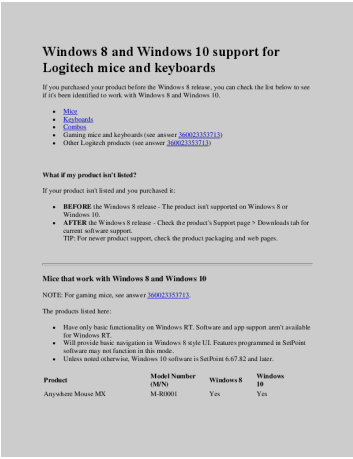 Windows 8 and Windows 10 support for
Logitech mice and keyboards
If you purchased your product before the Windows 8 release, you can check the list below to see
if it's been identified to work with Windows 8 and Windows 10.
• Mice
• Keyboards
• Combos
• Gaming mice and keyboards (see answer 360023353713)
• Other Logitech products (see answer 360023353713)
What if my product isn't listed?
If your product isn't listed and you purchased it:
• BEFORE the Windows 8 release - The product isn't supported on Windows 8 or
Windows 10.
• AFTER the Windows 8 release - Check the product's Support page > Downloads tab for
current software support.
TIP: For newer product support, check the product packaging and web pages.
Mice that work with Windows 8 and Windows 10
NOTE: For gaming mice, see answer 360023353713.
The products listed here:
• Have only basic functionality on Windows RT. Software and app support aren't available
for Windows RT.
• Will provide basic navigation in Windows 8 style UI. Features programmed in SetPoint
software may not function in this mode.
• Unless noted otherwise, Windows 10 software is SetPoint 6.67.82 and later.
Product Model Number (M/N) Windows 8 Windows 10
Anywhere Mouse MX M-R0001 Yes Yes